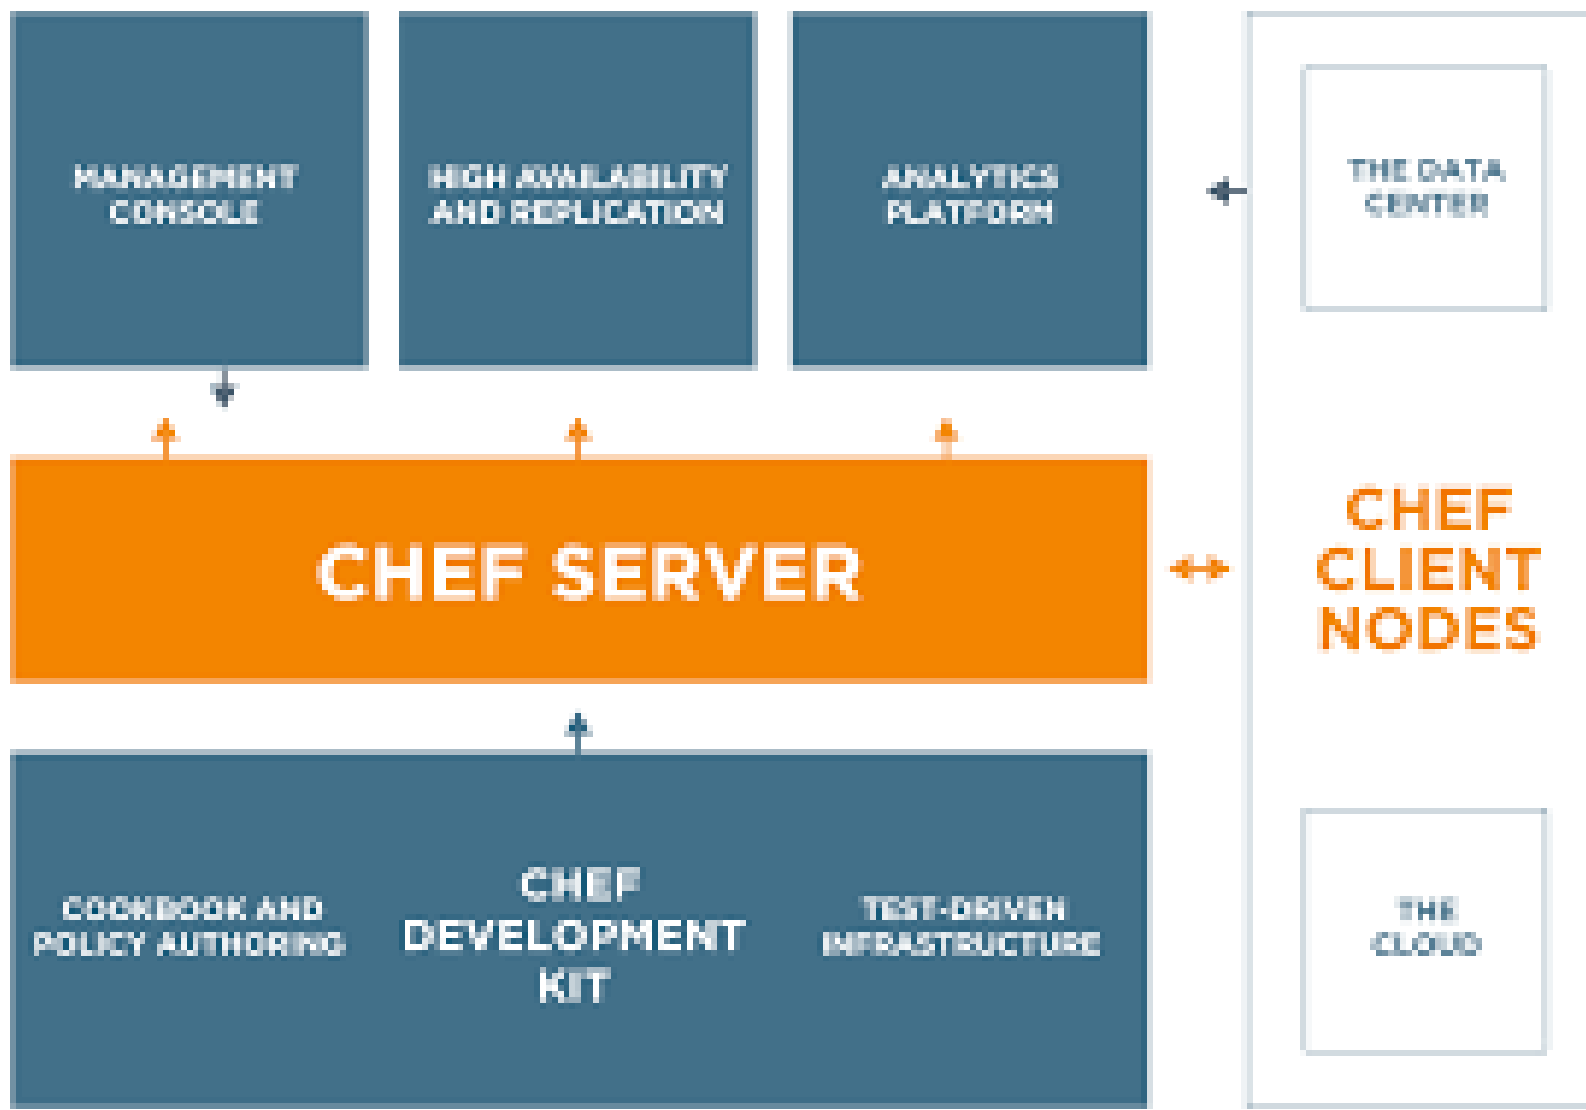 MANAGEMENT
CONSOLE
HIGH AVAILABILITY
AND REPLICATION
ANALYTICS
PLATFORM
THE DATA
CENTER
CHEF SERVER
CHEF
CLIENT
NODES
COOKBOOK AND
POLICY AUTHORING
CHEF
DEVELOPMENT
KIT
TEST-DRIVEN
INFRASTRUCTURE
THE
CLOUD